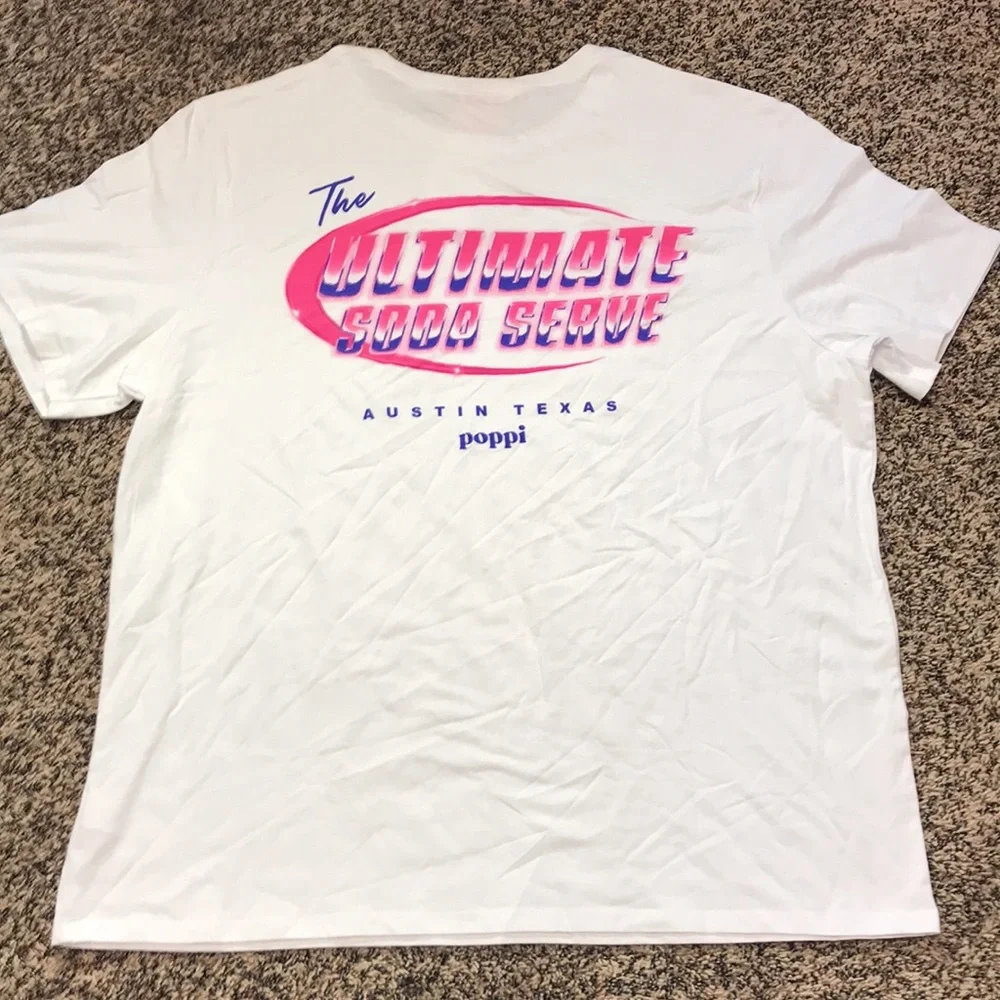 The
ULTIMATE
SODA SERVE
AUSTIN TEXAS
poppi